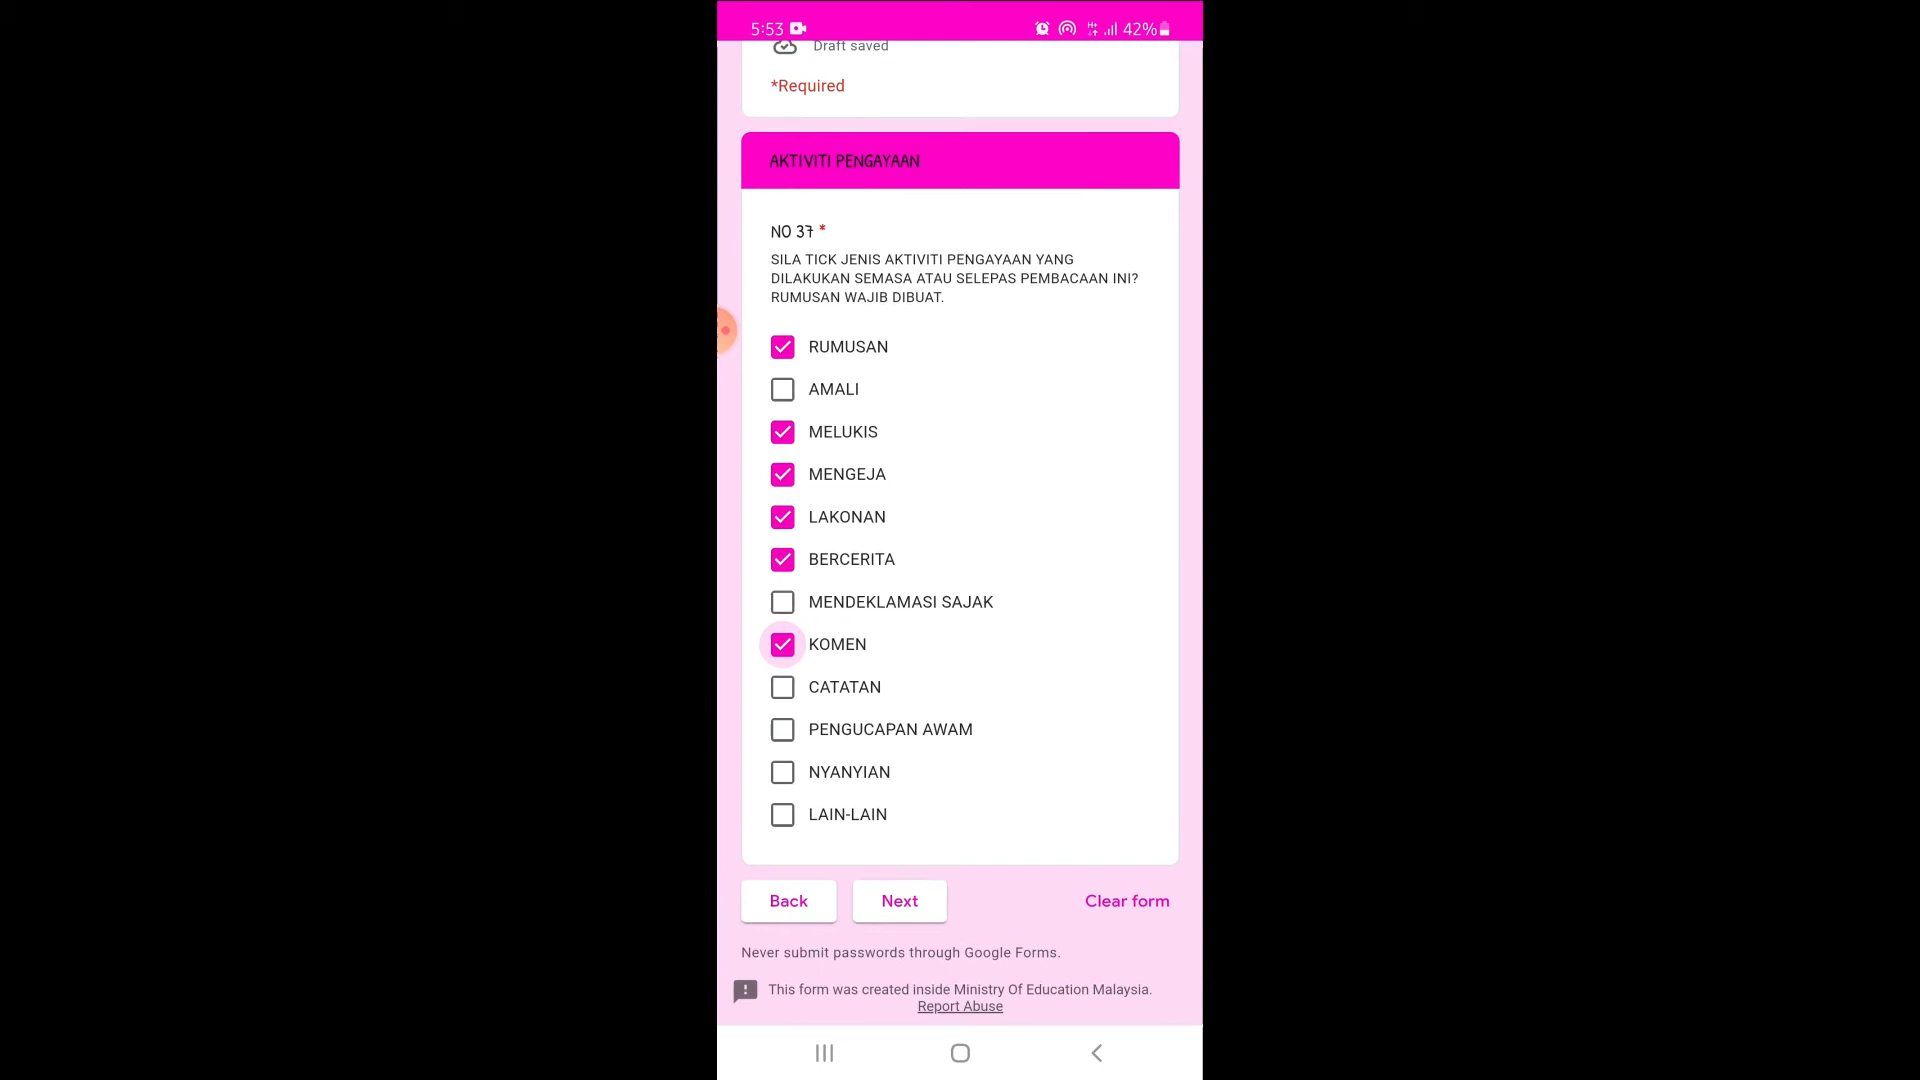 5:53 42%
Draft saved
*Required
AKTIVITI PENGAYAAN
NO 37 *
SILA TICK JENIS AKTIVITI PENGAYAAN YANG
DILAKUKAN SEMASA ATAU SELEPAS PEMBACAAN INI?
RUMUSAN WAJIB DIBUAT.
RUMUSAN
AMALI
MELUKIS
MENGEJA
LAKONAN
BERCERITA
MENDEKLAMASI SAJAK
KOMEN
CATATAN
PENGUCAPAN AWAM
NYANYIAN
LAIN-LAIN
Back Next Clear form
Never submit passwords through Google Forms.
This form was created inside Ministry Of Education Malaysia.
Report Abuse